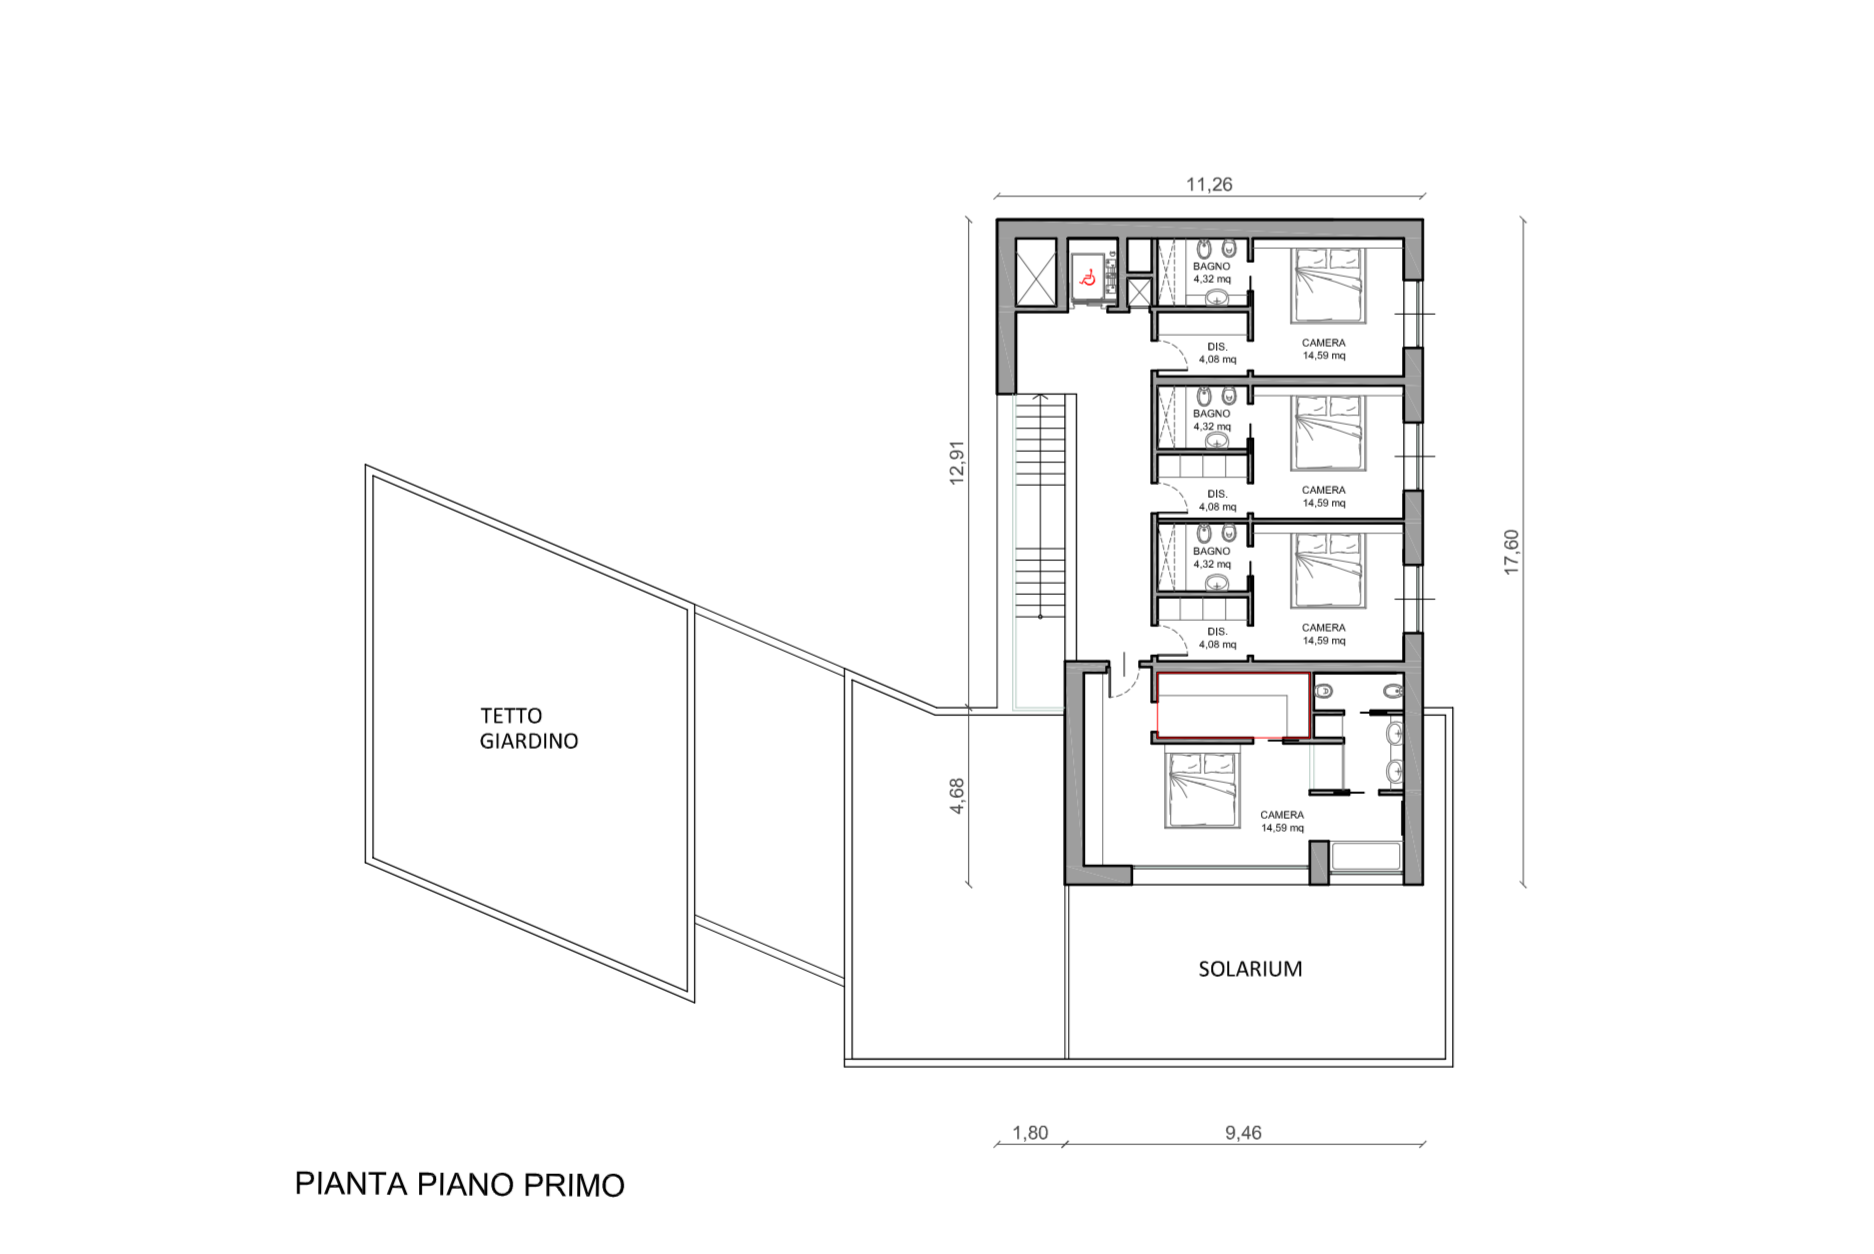 11,26
BAGNO
4,32 mq
CAMERA
14,59 mq
DIS.
4,08 mq
BAGNO
4,32 mq
12,91
CAMERA
14,59 mq
DIS.
4,08 mq
17,60
BAGNO
4,32 mq
CAMERA
14,59 mq
DIS.
4,08 mq
TETTO
GIARDINO
4,68
CAMERA
14,59 mq
SOLARIUM
1,80
9,46
PIANTA PIANO PRIMO